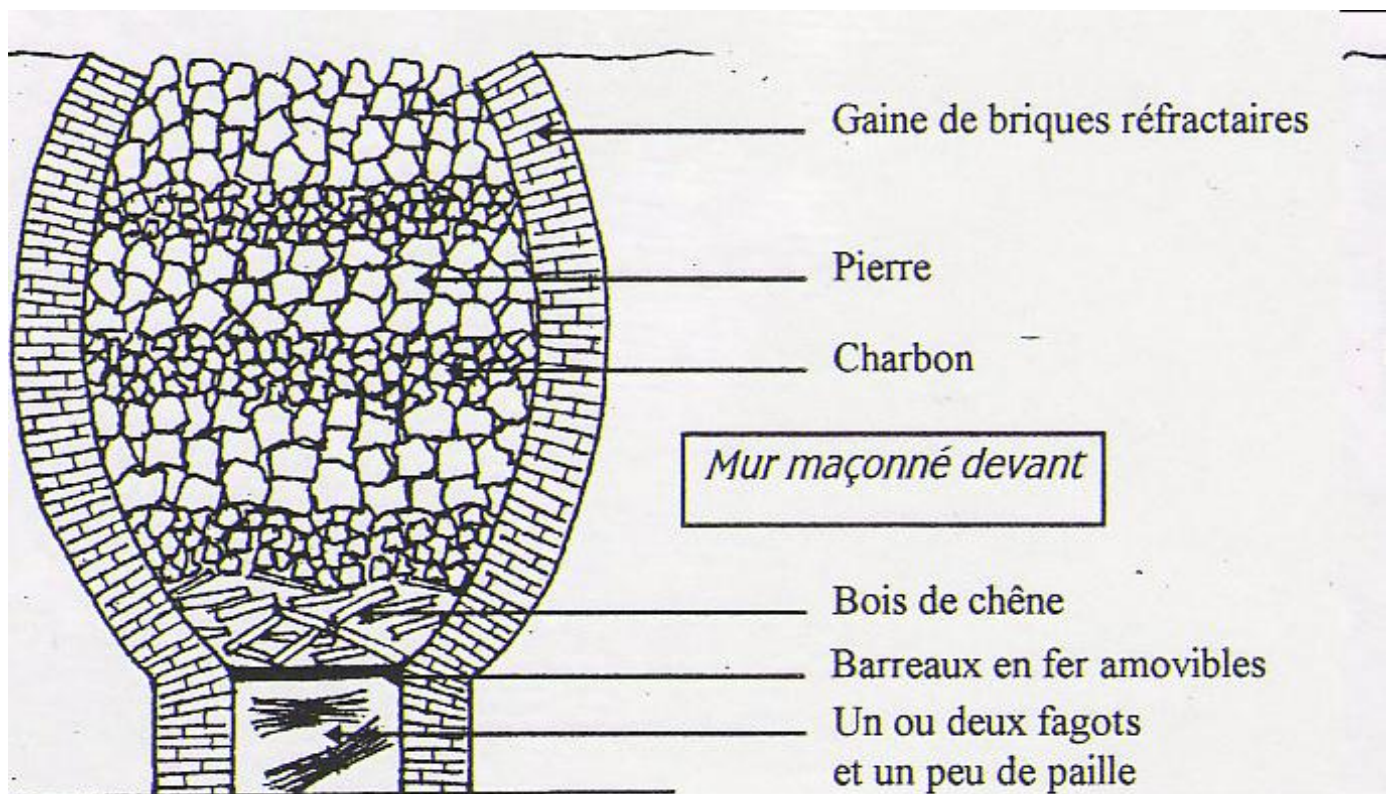 Gaine de briques réfractaires
Pierre
Charbon
Mur maçonné devant
Bois de chêne
Barreaux en fer amovibles
Un ou deux fagots
et un peu de paille